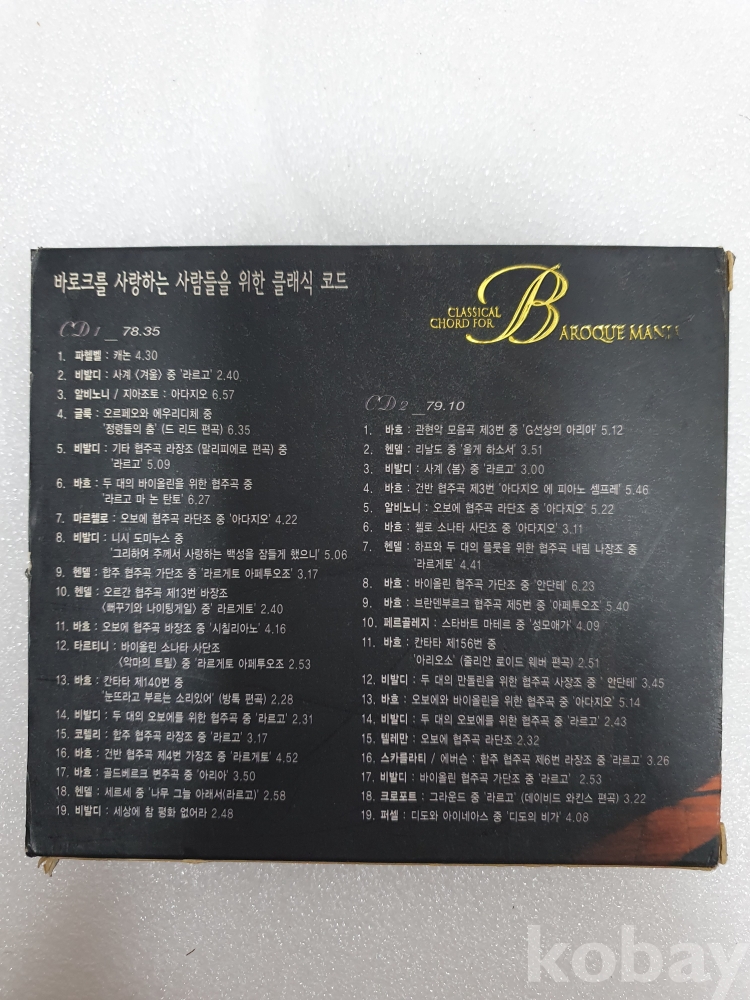 바로크를 사랑하는 사람들을 위한 클래식 코드
CLASSICAL
CHORD FOR
BAROQUE MANIA
CD 1 _ 78.35
1. 파헬벨 : 캐논 4.30
2. 비발디 : 사계 〈겨울〉 중 '라르고' 2.40
3. 알비노니 / 지아조토 : 아다지오 6.57
4. 글룩 : 오르페오와 에우리디체 중
'정령들의 춤' (드 리드 편곡) 6.35
5. 비발디 : 기타 협주곡 라장조 (말리피에로 편곡) 중
'라르고' 5.09
6. 바흐 : 두 대의 바이올린을 위한 협주곡 중
'라르고 마 논 탄토' 6.27
7. 마르첼로 : 오보에 협주곡 라단조 중 '아다지오' 4.22
8. 비발디 : 니시 도미누스 중
'그리하여 주께서 사랑하는 백성을 잠들게 했으니' 5.06
9. 헨델 : 합주 협주곡 가단조 중 '라르게토 아페투오조' 3.17
10. 헨델 : 오르간 협주곡 제13번 바장조
〈뻐꾸기와 나이팅게일〉 중' 라르게토' 2.40
11. 바흐 : 오보에 협주곡 바장조 중 '시칠리아노' 4.16
12. 타르티니 : 바이올린 소나타 사단조
〈악마의 트릴〉 중 '라르게토 아페투오조 2.53
13. 바흐 : 칸타타 제140번 중
'눈뜨라고 부르는 소리있어' (방톡 편곡) 2.28
14. 비발디 : 두 대의 오보에를 위한 협주곡 중 '라르고' 2.31
15. 코렐리 : 합주 협주곡 라장조 중 '라르고' 3.17
16. 바흐 : 건반 협주곡 제4번 가장조 중 '라르게토' 4.52
17. 바흐 : 골드베르크 변주곡 중 '아리아' 3.50
18. 헨델 : 세르세 중 '나무 그늘 아래서(라르고)' 2.58
19. 비발디 : 세상에 참 평화 없어라 2.48
CD 2 _ 79.10
1. 바흐 : 관현악 모음곡 제3번 중 'G선상의 아리아' 5.12
2. 헨델 : 리날도 중 '울게 하소서' 3.51
3. 비발디 : 사계 〈봄〉 중 '라르고' 3.00
4. 바흐 : 건반 협주곡 제3번 '아다지오 에 피아노 셈프레' 5.46
5. 알비노니 : 오보에 협주곡 라단조 중 '아다지오' 5.22
6. 바흐 : 첼로 소나타 사단조 중 '아다지오' 3.11
7. 헨델 : 하프와 두 대의 플룻을 위한 협주곡 내림 나장조 중
'라르게토' 4.41
8. 바흐 : 바이올린 협주곡 가단조 중 '안단테' 6.23
9. 바흐 : 브란덴부르크 협주곡 제5번 중 '아페투오조' 5.40
10. 페르골레지 : 스타바트 마테르 중 '성모애가' 4.09
11. 바흐 : 칸타타 제156번 중
'아리오소' (줄리안 로이드 웨버 편곡) 2.51
12. 비발디 : 두 대의 만돌린을 위한 협주곡 사장조 중 ' 안단테' 3.45
13. 바흐 : 오보에와 바이올린을 위한 협주곡 중 '아다지오' 5.14
14. 비발디 : 두 대의 오보에를 위한 협주곡 중 '라르고' 2.43
15. 텔레만 : 오보에 협주곡 라단조 2.32
16. 스카를라티 / 에버슨 : 합주 협주곡 제6번 라장조 중 '라르고' 3.26
17. 비발디 : 바이올린 협주곡 가단조 중 '라르고' 2.53
18. 크로포트 : 그라운드 중 '라르고' (데이비드 와킨스 편곡) 3.22
19. 퍼셀 : 디도와 아이네아스 중 '디도의 비가' 4.08
kobay